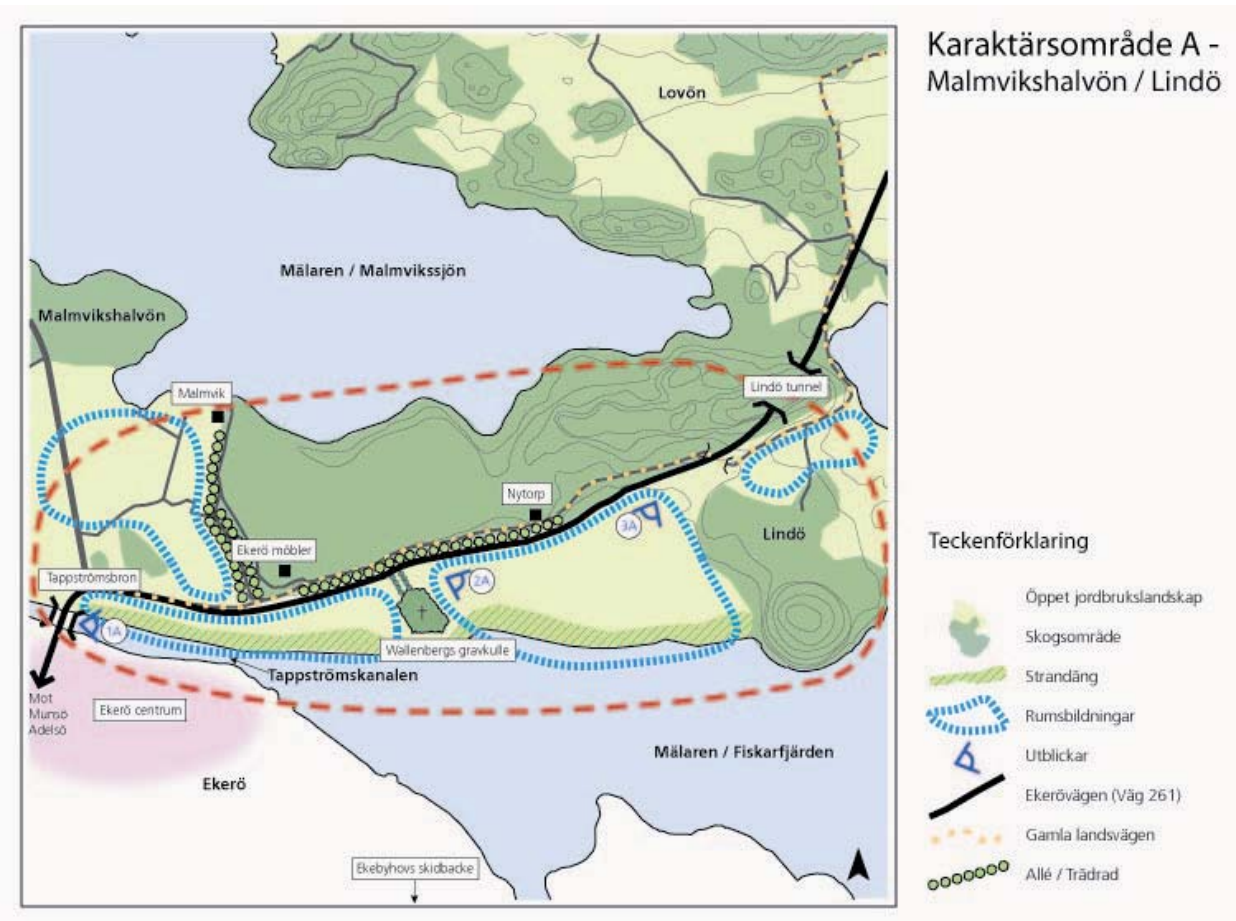 Karaktärsområde A -
Malmvikshalvön / Lindö
Lovön
Mälaren / Malmvikssjön
Malmvikshalvön
Malmvik
Lindö tunnel
Nytorp
3A
Lindö
Ekerö möbler
Tappströmsbron
2A
1A
Wallenbergs gravkulle
Tappströmskanalen
Mot
Munsö
Adelsö
Ekerö centrum
Mälaren / Fiskarfjärden
Ekerö
Ekebyhovs skidbacke
Teckenförklaring
Öppet jordbrukslandskap
Skogsområde
Strandäng
Rumsbildningar
Utblickar
Ekerövägen (Väg 261)
Gamla landsvägen
Allé / Trädrad